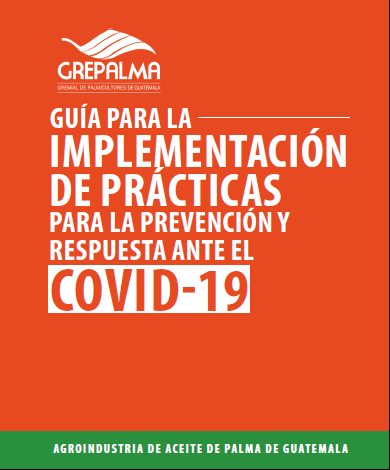 GREPALMA
GREMIAL DE PALMICULTORES DE GUATEMALA
GUÍA PARA LA
IMPLEMENTACIÓN
DE PRÁCTICAS
PARA LA PREVENCIÓN Y
RESPUESTA ANTE EL
COVID-19
AGROINDUSTRIA DE ACEITE DE PALMA DE GUATEMALA